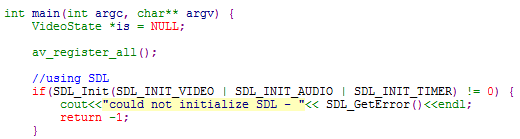 int main(int argc, char** argv) {
    VideoState *is = NULL;

    av_register_all();

    //using SDL
    if(SDL_Init(SDL_INIT_VIDEO | SDL_INIT_AUDIO | SDL_INIT_TIMER) != 0) {
        cout<<"could not initialize SDL - "<< SDL_GetError()<<endl;
        return -1;
    }